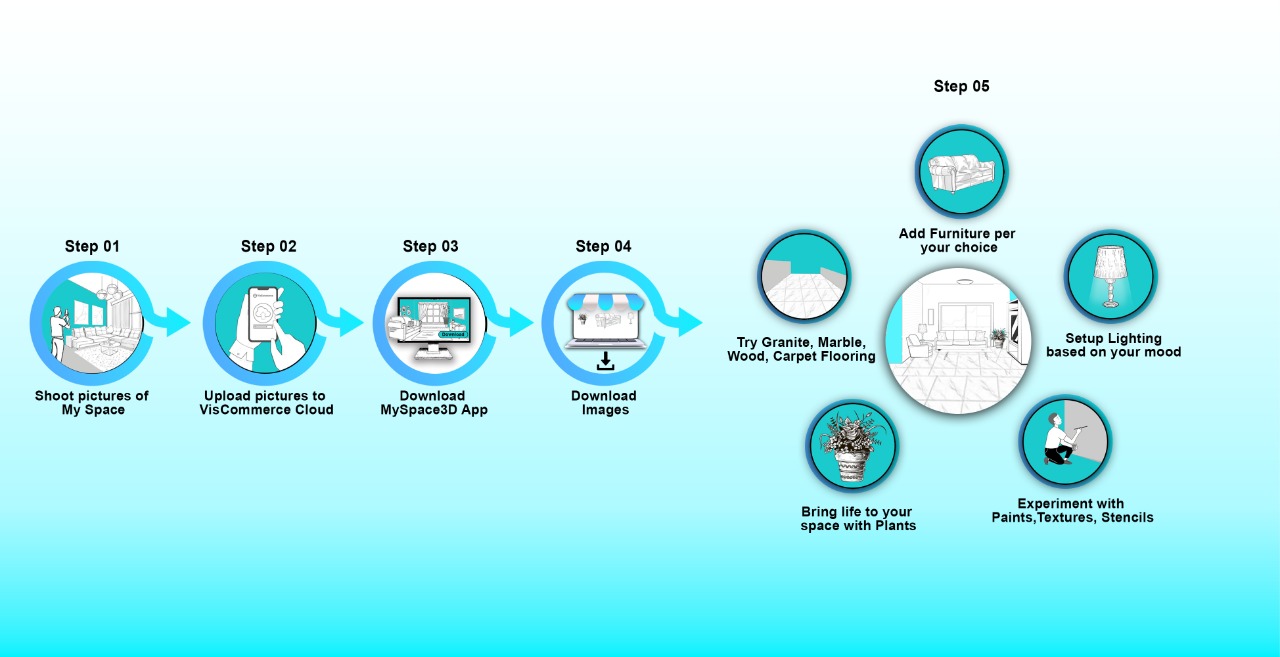 Step 01
Shoot pictures of
My Space
Step 02
Upload pictures to
VisCommerce Cloud
Step 03
Download
Download
MySpace3D App
Step 04
Download
Images
Step 05
Add Furniture per
your choice
Setup Lighting
based on your mood
Experiment with
Paints,Textures, Stencils
Bring life to your
space with Plants
Try Granite, Marble,
Wood, Carpet Flooring